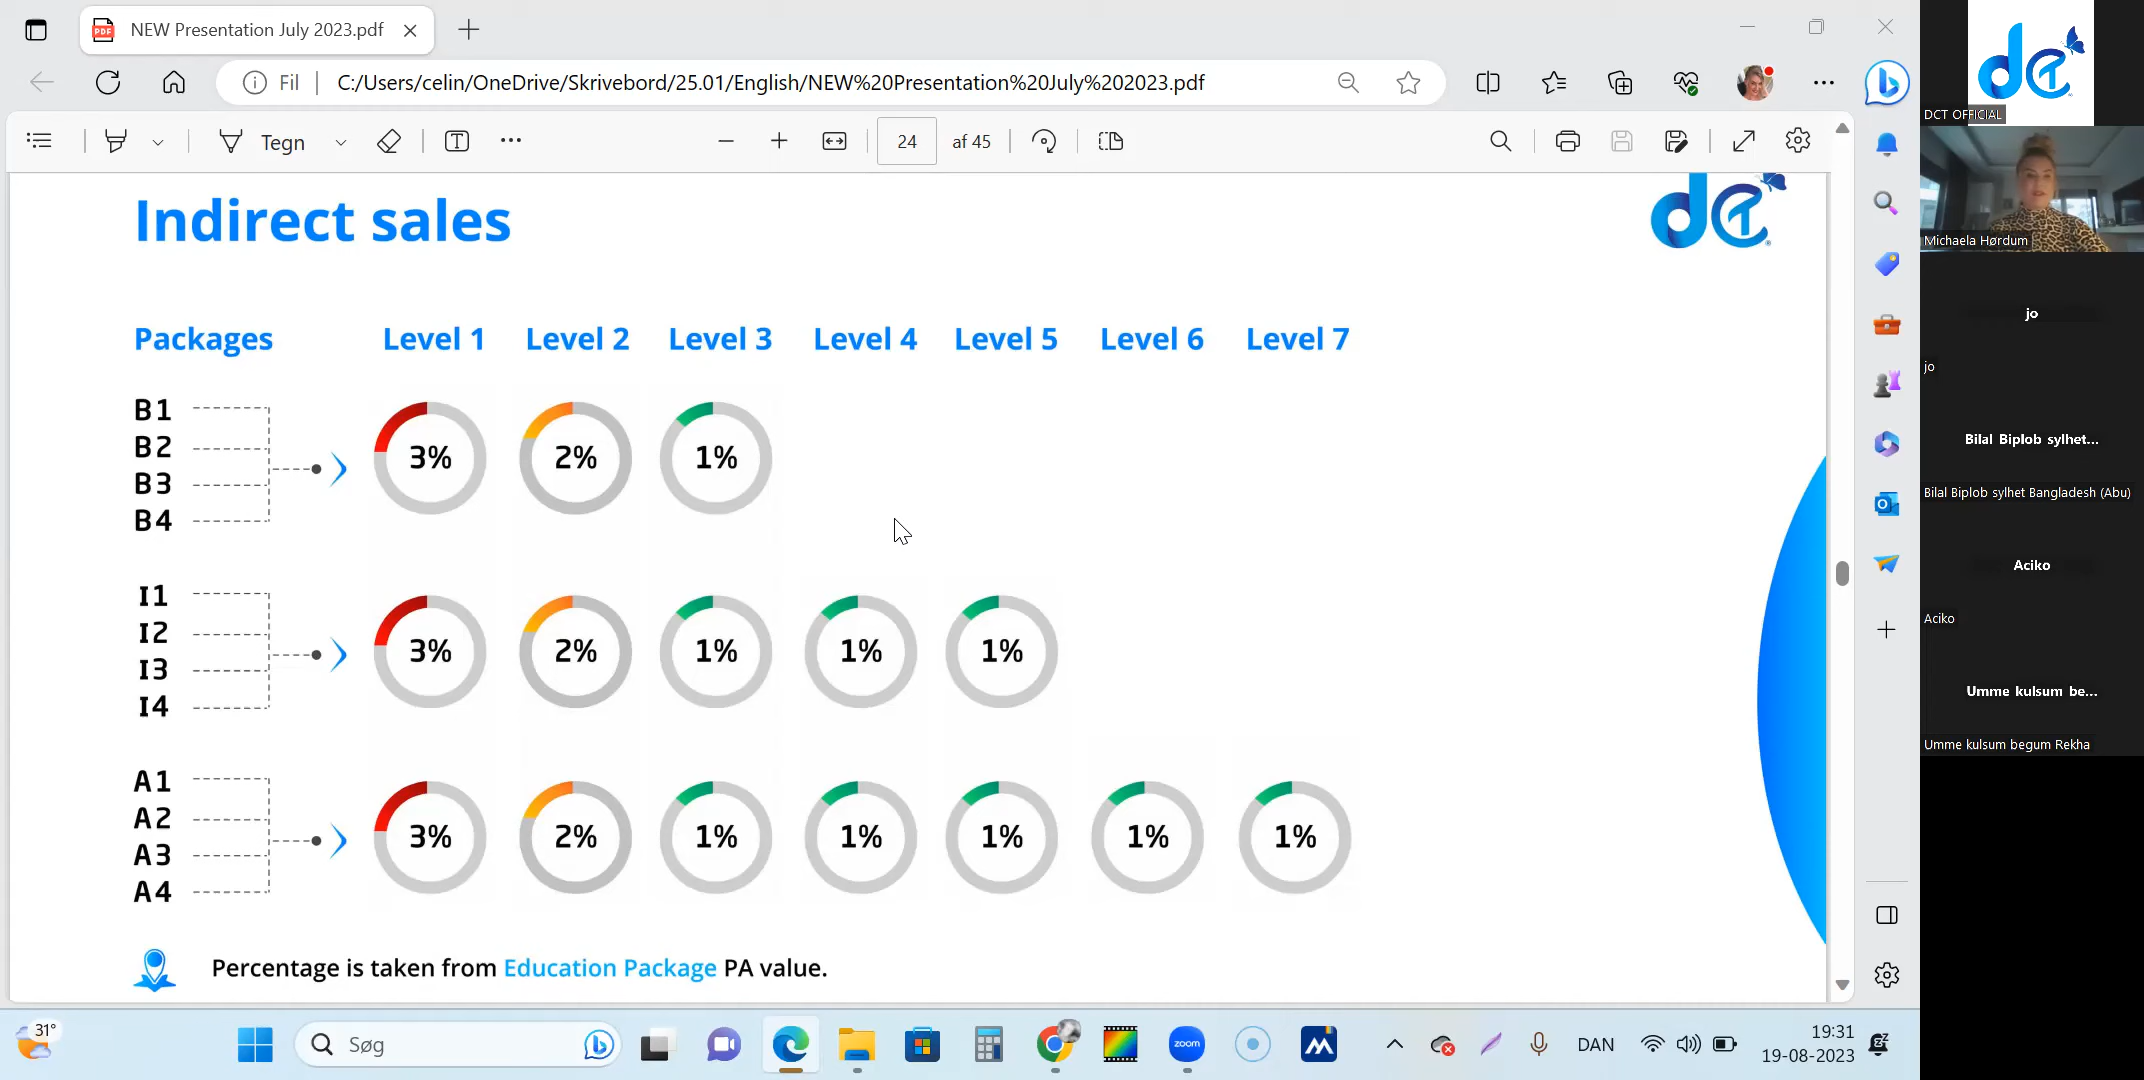 NEW Presentation July 2023.pdf
Fil
C:/Users/celin/OneDrive/Skrivebord/25.01/English/NEW%20Presentation%20July%202023.pdf
Tegn
24
af 45
Indirect sales
dct
Packages Level 1 Level 2 Level 3 Level 4 Level 5 Level 6 Level 7
B1
B2
B3
B4
3% 2% 1%
I1
I2
I3
I4
3% 2% 1% 1% 1%
A1
A2
A3
A4
3% 2% 1% 1% 1% 1% 1%
Percentage is taken from Education Package PA value.
dct
DCT OFFICIAL
Michaela Hørdum
jo
jo
Bilal Biplob sylhet...
Bilal Biplob sylhet Bangladesh (Abu)
Aciko
Aciko
Umme kulsum be...
Umme kulsum begum Rekha
31°
Søg
zoom
DAN
19:31
19-08-2023